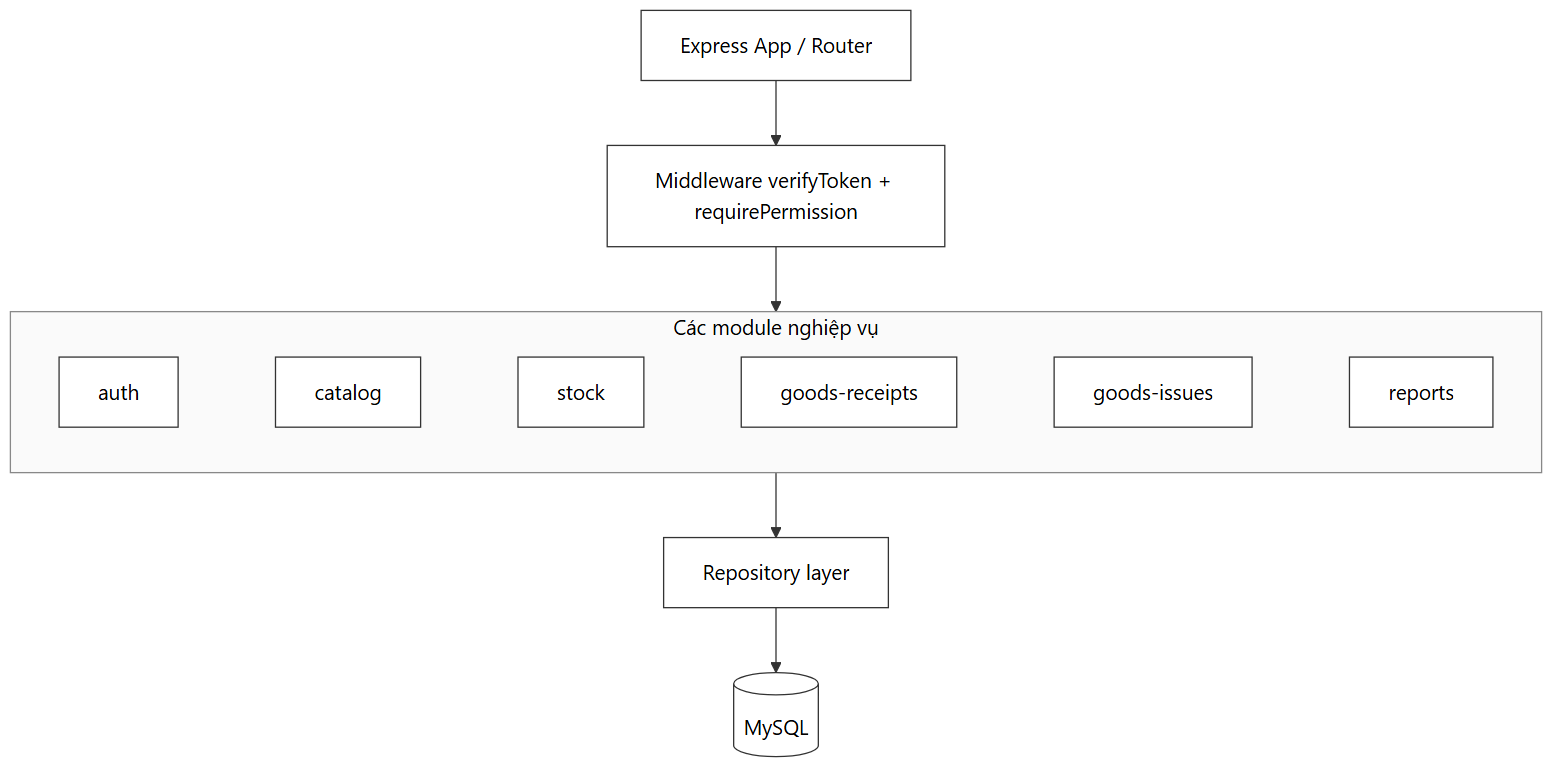 Express App / Router
Middleware verifyToken +
requirePermission
Các module nghiệp vụ
auth
catalog
stock
goods-receipts
goods-issues
reports
Repository layer
MySQL